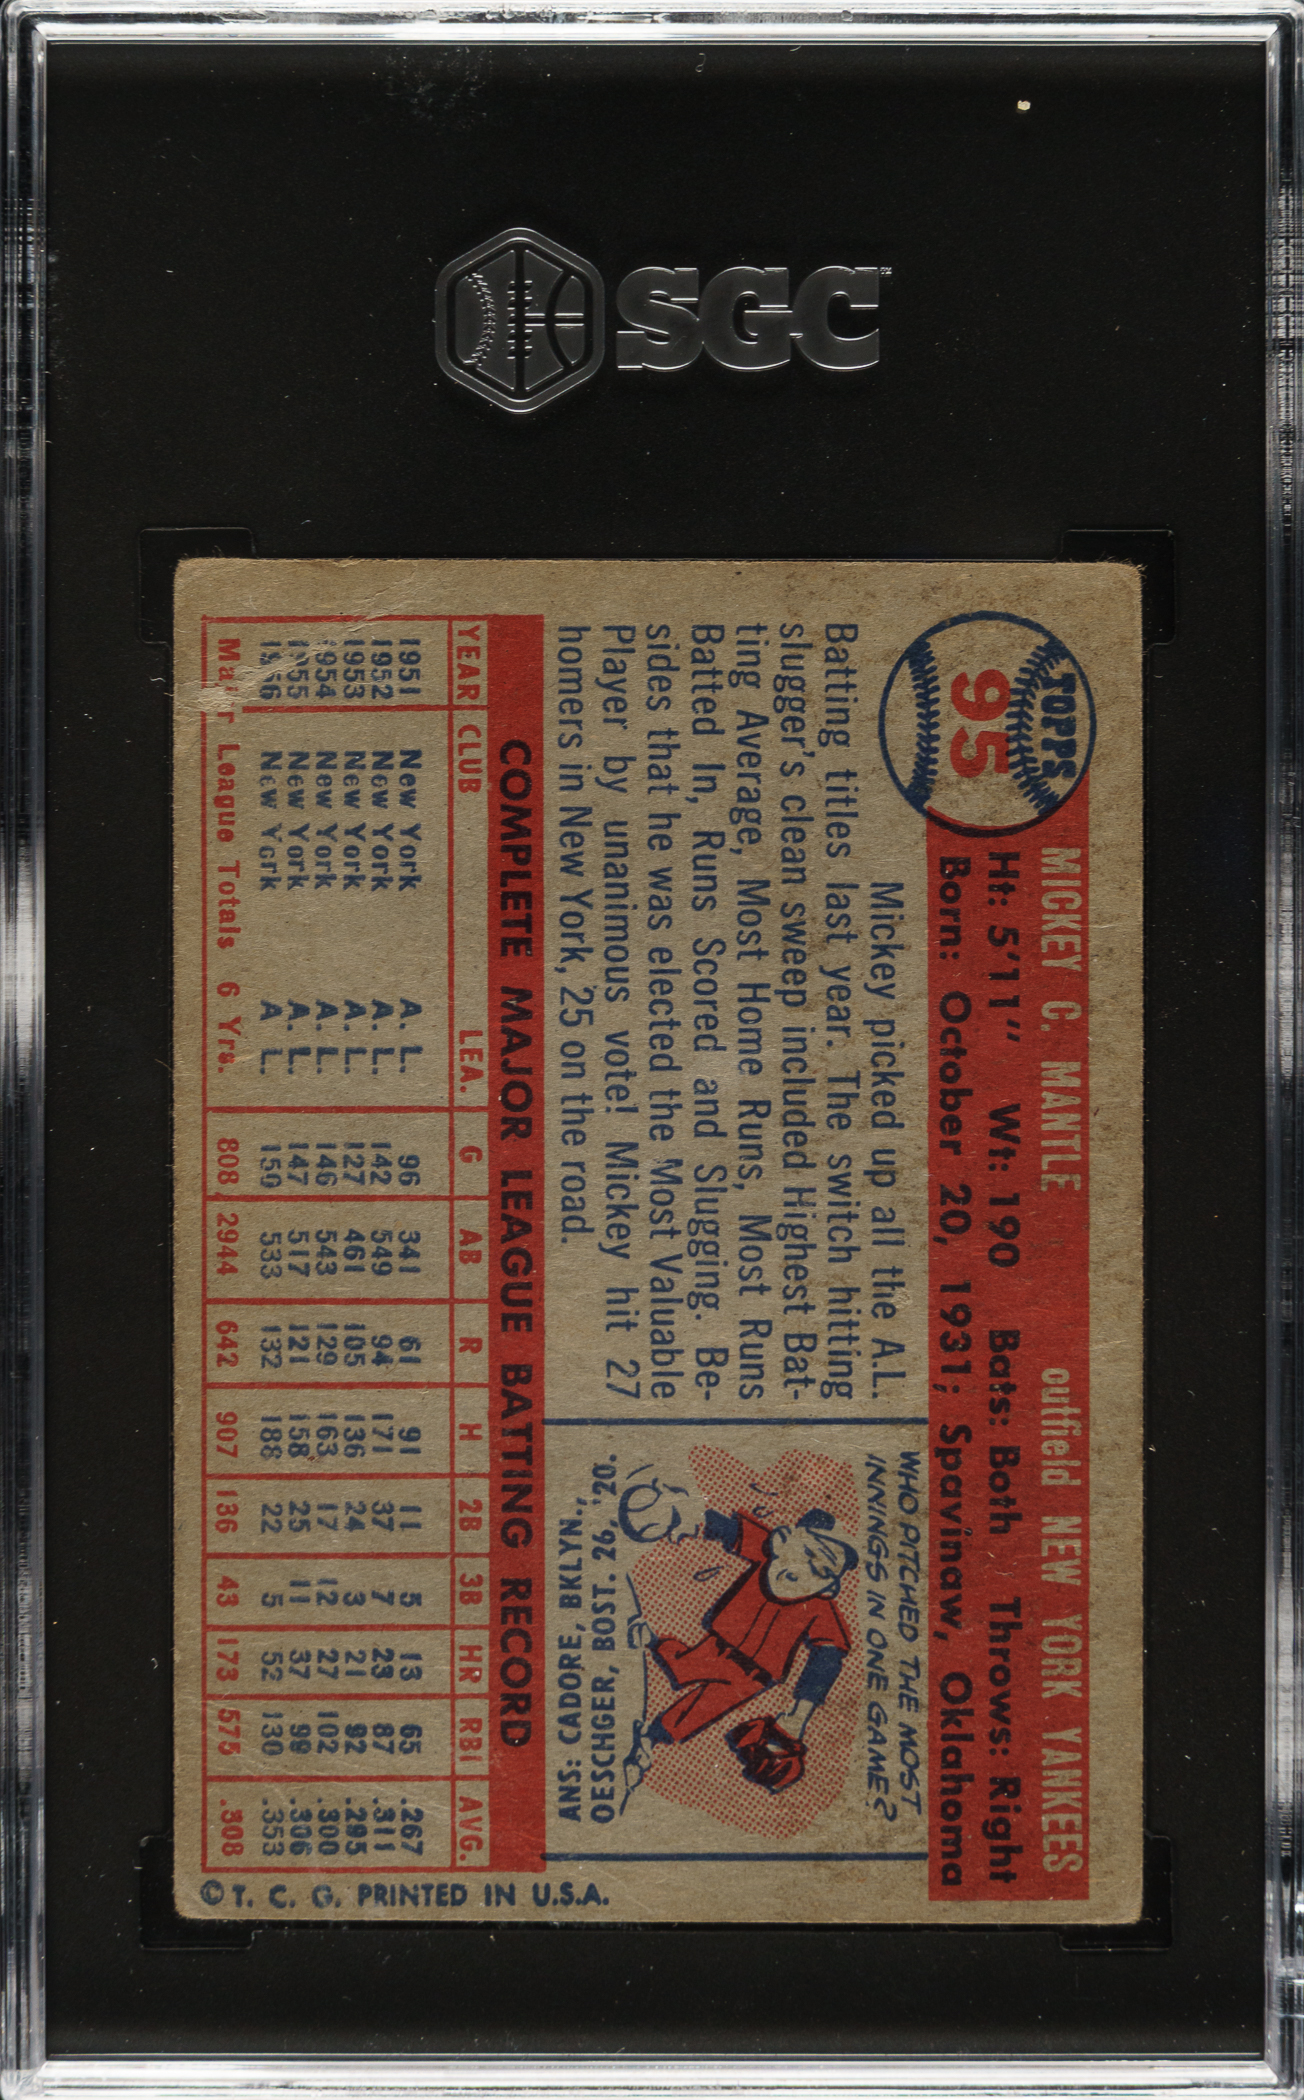 SGC
TOPPS
95
MICKEY C. MANTLE outfield NEW YORK YANKEES
Ht: 5'11" Wt: 190 Bats: Both Throws: Right
Born: October 20, 1931; Spavinaw, Oklahoma
Mickey picked up all the A.L.
Batting titles last year. The switch hitting
slugger's clean sweep included Highest Bat-
ting Average, Most Home Runs, Most Runs
Batted In, Runs Scored and Slugging. Be-
sides that he was elected the Most Valuable
Player by unanimous vote! Mickey hit 27
homers in New York, 25 on the road.
WHO PITCHED THE MOST
INNINGS IN ONE GAME?
ANS: CADORE, BKLYN.,
OESCHGER, BOST. 26, '20.
COMPLETE MAJOR LEAGUE BATTING RECORD
YEAR CLUB LEA. G AB R H 2B 3B HR RBI AVG.
1951 New York A. L. 96 341 61 91 11 5 13 65 .267
1952 New York A. L. 142 549 94 171 37 7 23 87 .311
1953 New York A. L. 127 461 105 136 24 3 21 92 .295
1954 New York A. L. 146 543 129 163 17 12 27 102 .300
1955 New York A. L. 147 517 121 158 25 11 37 99 .306
1956 New York A. L. 150 533 132 188 22 5 52 130 .353
Major League Totals 6 Yrs. 808 2944 642 907 136 43 173 575 .308
© T. C. G. PRINTED IN U.S.A.